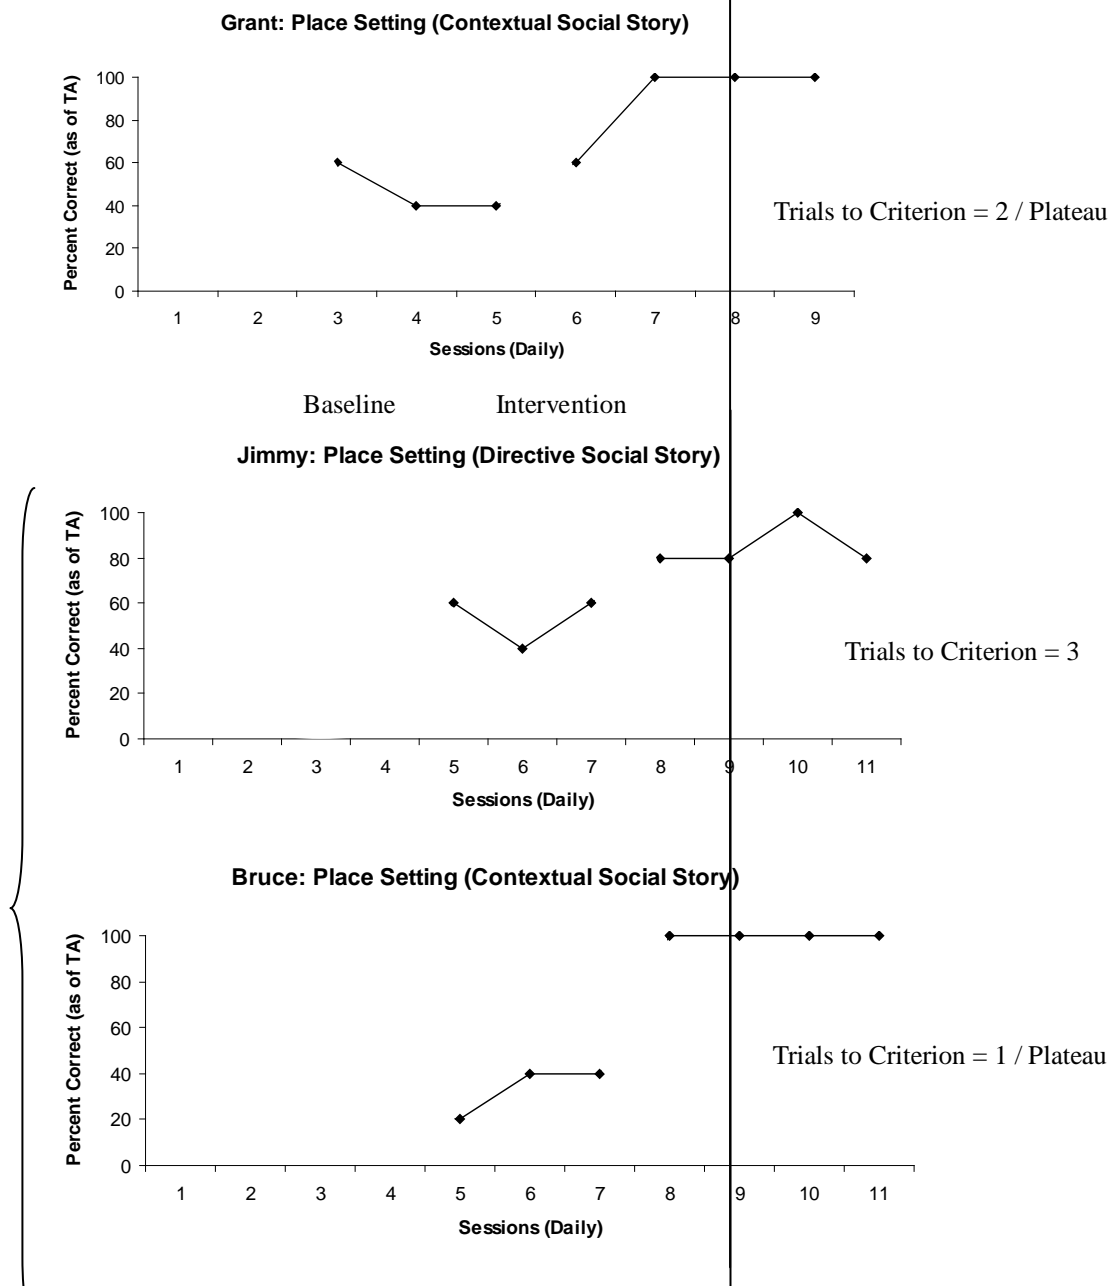 Grant: Place Setting (Contextual Social Story)
Percent Correct (as of TA)
100
80
60
40
20
0
1 2 3 4 5 6 7 8 9
Sessions (Daily)
Trials to Criterion = 2 / Plateau
Baseline Intervention
Jimmy: Place Setting (Directive Social Story)
Percent Correct (as of TA)
100
80
60
40
20
0
1 2 3 4 5 6 7 8 9 10 11
Sessions (Daily)
Trials to Criterion = 3
Bruce: Place Setting (Contextual Social Story)
Percent Correct (as of TA)
100
80
60
40
20
0
1 2 3 4 5 6 7 8 9 10 11
Sessions (Daily)
Trials to Criterion = 1 / Plateau